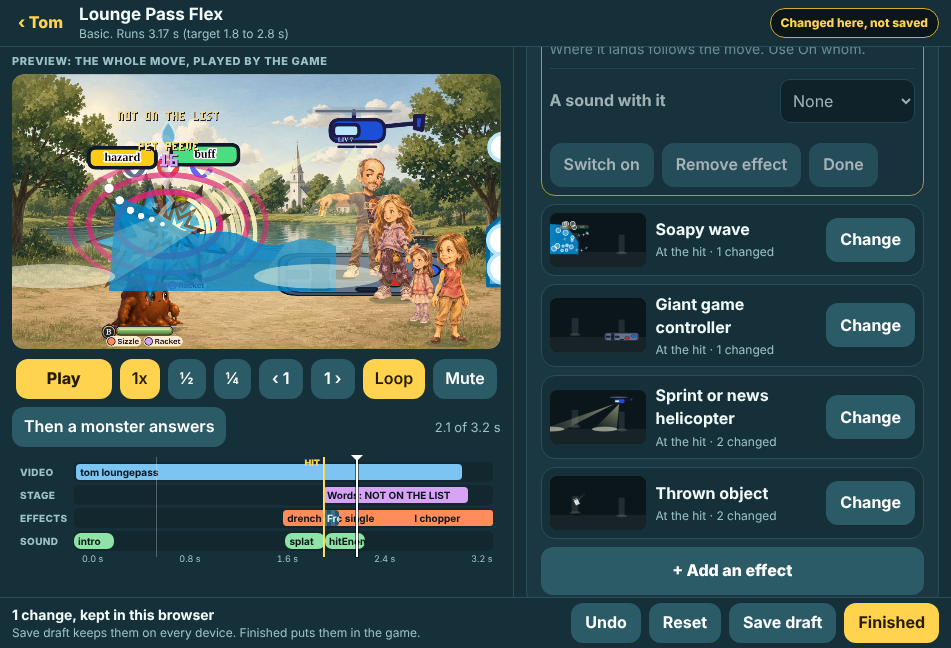 ‹ Tom
Lounge Pass Flex
Basic. Runs 3.17 s (target 1.8 to 2.8 s)
Changed here, not saved
PREVIEW: THE WHOLE MOVE, PLAYED BY THE GAME
NOT ON THE LIST
PET PEEVE
hazard
16
buff
LIV 7
Racket
B
Sizzle
Racket
Play
1x
½
¼
‹ 1
1 ›
Loop
Mute
Then a monster answers
2.1 of 3.2 s
HIT
VIDEO
tom loungepass
STAGE
Words: NOT ON THE LIST
EFFECTS
drench
single
l chopper
SOUND
intro
splat
hitEne
0.0 s
0.8 s
1.6 s
2.4 s
3.2 s
Where it lands follows the move. Use On whom.
A sound with it
None
Switch on
Remove effect
Done
Soapy wave
At the hit · 1 changed
Change
Giant game
controller
At the hit · 1 changed
Change
Sprint or news
helicopter
At the hit · 2 changed
Change
Thrown object
At the hit · 2 changed
Change
+ Add an effect
1 change, kept in this browser
Save draft keeps them on every device. Finished puts them in the game.
Undo
Reset
Save draft
Finished